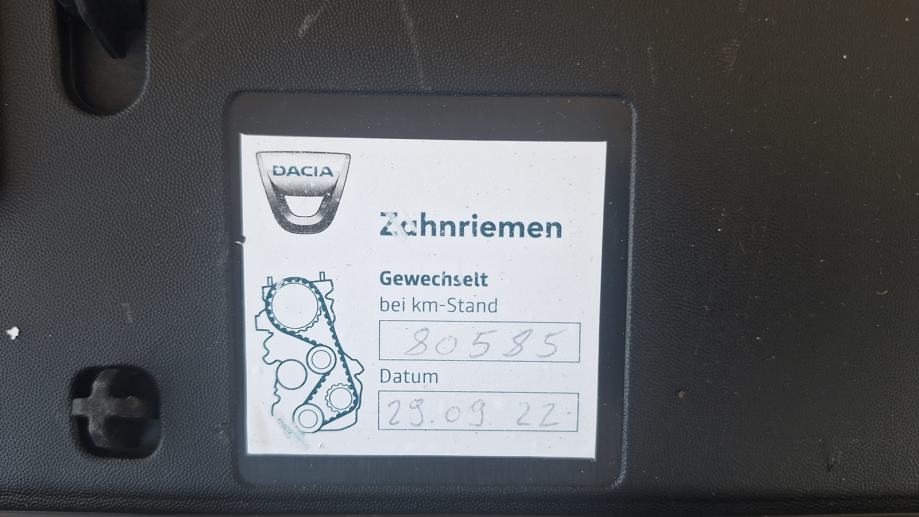 DACIA
Zahnriemen
Gewechselt
bei km-Stand
80585
Datum
29.09.22